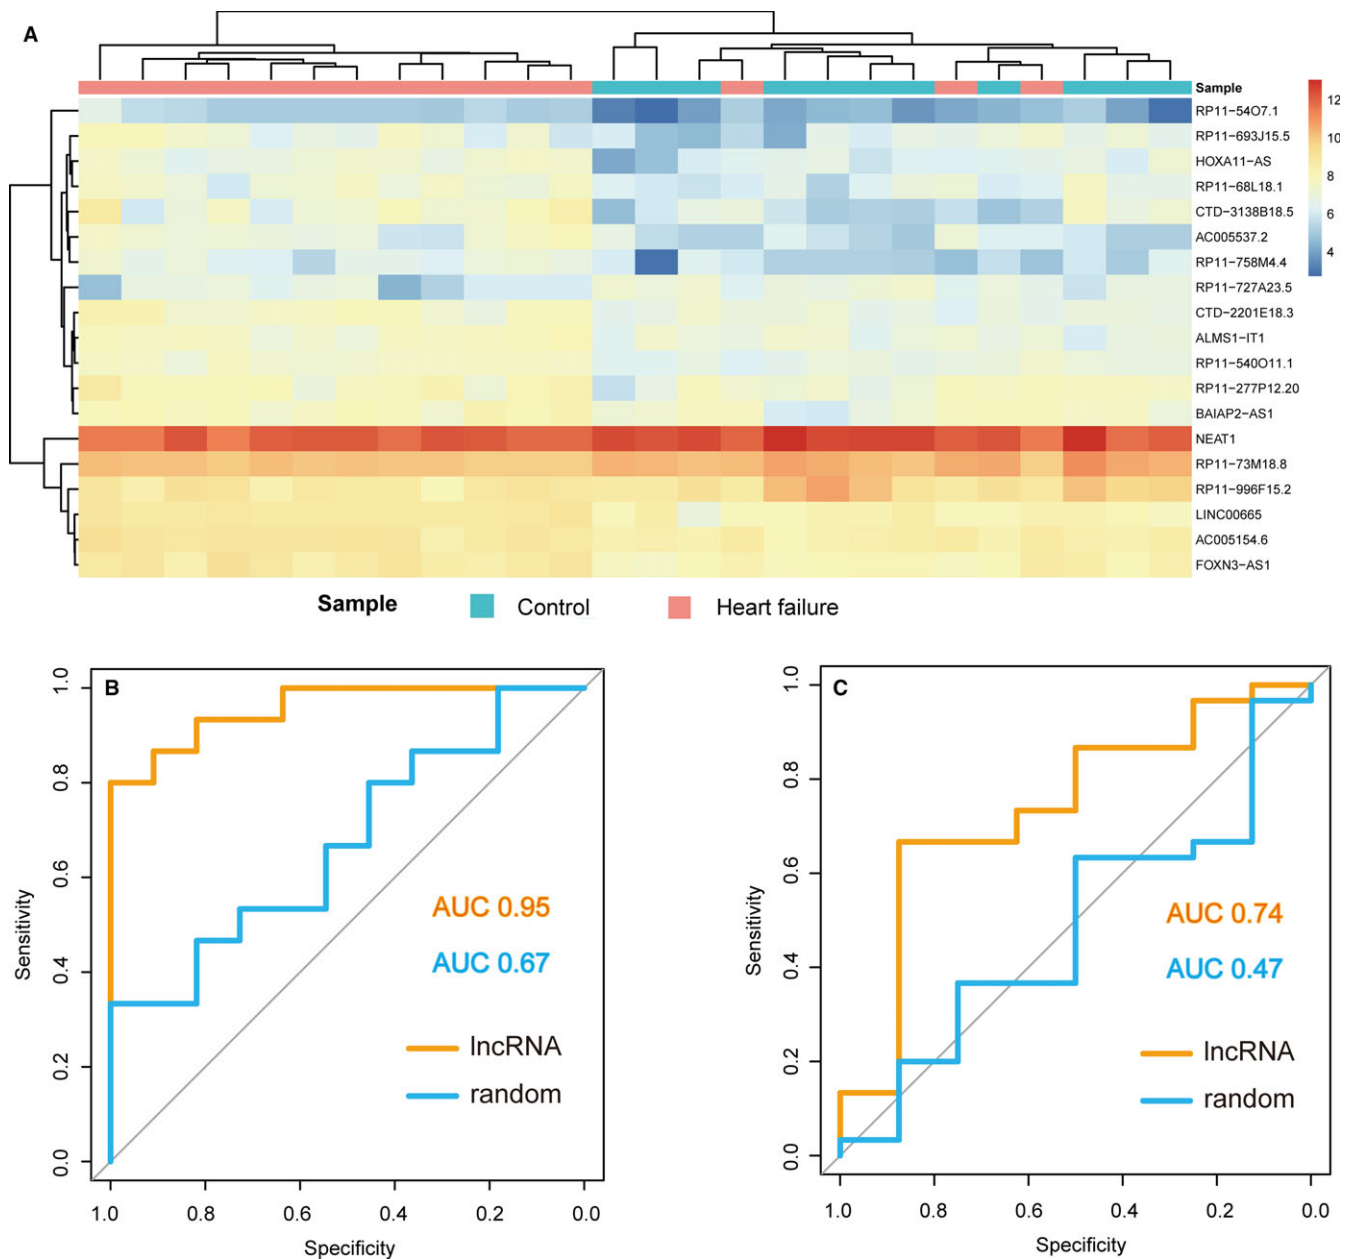 A
Sample
RP11-54O7.1
RP11-693J15.5
HOXA11-AS
RP11-68L18.1
CTD-3138B18.5
AC005537.2
RP11-758M4.4
RP11-727A23.5
CTD-2201E18.3
ALMS1-IT1
RP11-540O11.1
RP11-277P12.20
BAIAP2-AS1
NEAT1
RP11-73M18.8
RP11-996F15.2
LINC00665
AC005154.6
FOXN3-AS1
12
10
8
6
4
Sample Control Heart failure
B
Sensitivity
1.0
0.8
0.6
0.4
0.2
0.0
AUC 0.95
AUC 0.67
lncRNA
random
1.0 0.8 0.6 0.4 0.2 0.0
Specificity
C
Sensitivity
1.0
0.8
0.6
0.4
0.2
0.0
AUC 0.74
AUC 0.47
lncRNA
random
1.0 0.8 0.6 0.4 0.2 0.0
Specificity